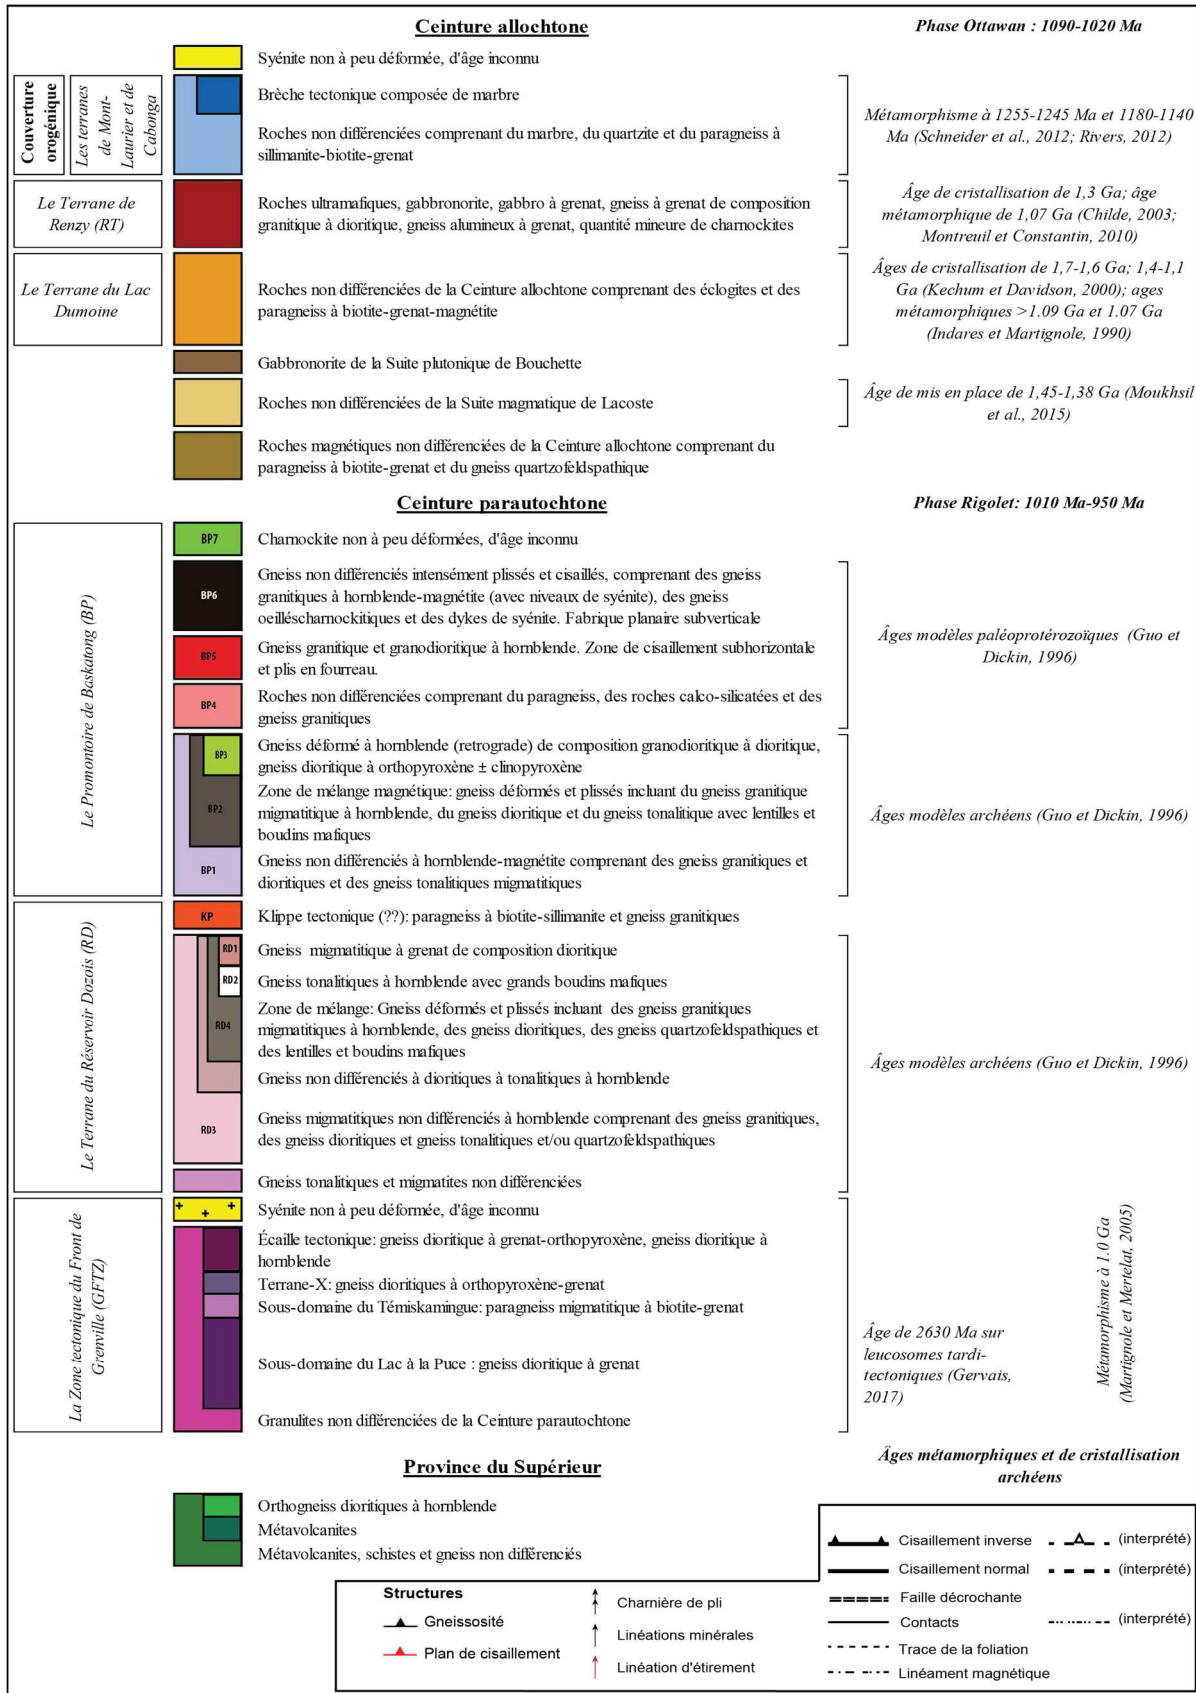 Ceinture allochtone
Phase Ottawan : 1090-1020 Ma
Syénite non à peu déformée, d'âge inconnu
Couverture
orogénique
Les terranes
de Mont-
Laurier et de
Cabonga
Brèche tectonique composée de marbre
Roches non différenciées comprenant du marbre, du quartzite et du paragneiss à
sillimanite-biotite-grenat
Métamorphisme à 1255-1245 Ma et 1180-1140
Ma (Schneider et al., 2012; Rivers, 2012)
Le Terrane de
Renzy (RT)
Roches ultramafiques, gabbronorite, gabbro à grenat, gneiss à grenat de composition
granitique à dioritique, gneiss alumineux à grenat, quantité mineure de charnockites
Âge de cristallisation de 1,3 Ga; âge
métamorphique de 1,07 Ga (Childe, 2003;
Montreuil et Constantin, 2010)
Le Terrane du Lac
Dumoine
Roches non différenciées de la Ceinture allochtone comprenant des éclogites et des
paragneiss à biotite-grenat-magnétite
Âges de cristallisation de 1,7-1,6 Ga; 1,4-1,1
Ga (Kechum et Davidson, 2000); ages
métamorphiques >1.09 Ga et 1.07 Ga
(Indares et Martignole, 1990)
Gabbronorite de la Suite plutonique de Bouchette
Roches non différenciées de la Suite magmatique de Lacoste
Âge de mis en place de 1,45-1,38 Ga (Moukhsil
et al., 2015)
Roches magnétiques non différenciées de la Ceinture allochtone comprenant du
paragneiss à biotite-grenat et du gneiss quartzofeldspathique
Ceinture parautochtone
Phase Rigolet: 1010 Ma-950 Ma
Le Promontoire de Baskatong (BP)
BP7
Charnockite non à peu déformées, d'âge inconnu
BP6
Gneiss non différenciés intensément plissés et cisaillés, comprenant des gneiss
granitiques à hornblende-magnétite (avec niveaux de syénite), des gneiss
oeilléscharnockitiques et des dykes de syénite. Fabrique planaire subverticale
BP5
Gneiss granitique et granodioritique à hornblende. Zone de cisaillement subhorizontale
et plis en fourreau.
BP4
Roches non différenciées comprenant du paragneiss, des roches calco-silicatées et des
gneiss granitiques
Âges modèles paléoprotérozoïques (Guo et
Dickin, 1996)
BP3
Gneiss déformé à hornblende (retrograde) de composition granodioritique à dioritique,
gneiss dioritique à orthopyroxène ± clinopyroxène
BP2
Zone de mélange magnétique: gneiss déformés et plissés incluant du gneiss granitique
migmatitique à hornblende, du gneiss dioritique et du gneiss tonalitique avec lentilles et
boudins mafiques
BP1
Gneiss non différenciés à hornblende-magnétite comprenant des gneiss granitiques et
dioritiques et des gneiss tonalitiques migmatitiques
Âges modèles archéens (Guo et Dickin, 1996)
Le Terrane du Réservoir Dozois (RD)
KP
Klippe tectonique (??): paragneiss à biotite-sillimanite et gneiss granitiques
RD1
Gneiss migmatitique à grenat de composition dioritique
RD2
Gneiss tonalitiques à hornblende avec grands boudins mafiques
RD4
Zone de mélange: Gneiss déformés et plissés incluant des gneiss granitiques
migmatitiques à hornblende, des gneiss dioritiques, des gneiss quartzofeldspathiques et
des lentilles et boudins mafiques
Gneiss non différenciés à dioritiques à tonalitiques à hornblende
RD3
Gneiss migmatitiques non différenciés à hornblende comprenant des gneiss granitiques,
des gneiss dioritiques et gneiss tonalitiques et/ou quartzofeldspathiques
Gneiss tonalitiques et migmatites non différenciées
Âges modèles archéens (Guo et Dickin, 1996)
La Zone tectonique du Front de
Grenville (GFTZ)
Syénite non à peu déformée, d'âge inconnu
Écaille tectonique: gneiss dioritique à grenat-orthopyroxène, gneiss dioritique à
hornblende
Terrane-X: gneiss dioritiques à orthopyroxène-grenat
Sous-domaine du Témiskamingue: paragneiss migmatitique à biotite-grenat
Sous-domaine du Lac à la Puce : gneiss dioritique à grenat
Granulites non différenciées de la Ceinture parautochtone
Âge de 2630 Ma sur
leucosomes tardi-
tectoniques (Gervais,
2017)
Métamorphisme à 1.0 Ga
(Martignole et Mertelat, 2005)
Province du Supérieur
Âges métamorphiques et de cristallisation
archéens
Orthogneiss dioritiques à hornblende
Métavolcanites
Métavolcanites, schistes et gneiss non différenciés
Structures
Gneissosité
Plan de cisaillement
Charnière de pli
Linéations minérales
Linéation d'étirement
Cisaillement inverse
(interprété)
Cisaillement normal
(interprété)
Faille décrochante
Contacts
(interprété)
Trace de la foliation
Linéament magnétique